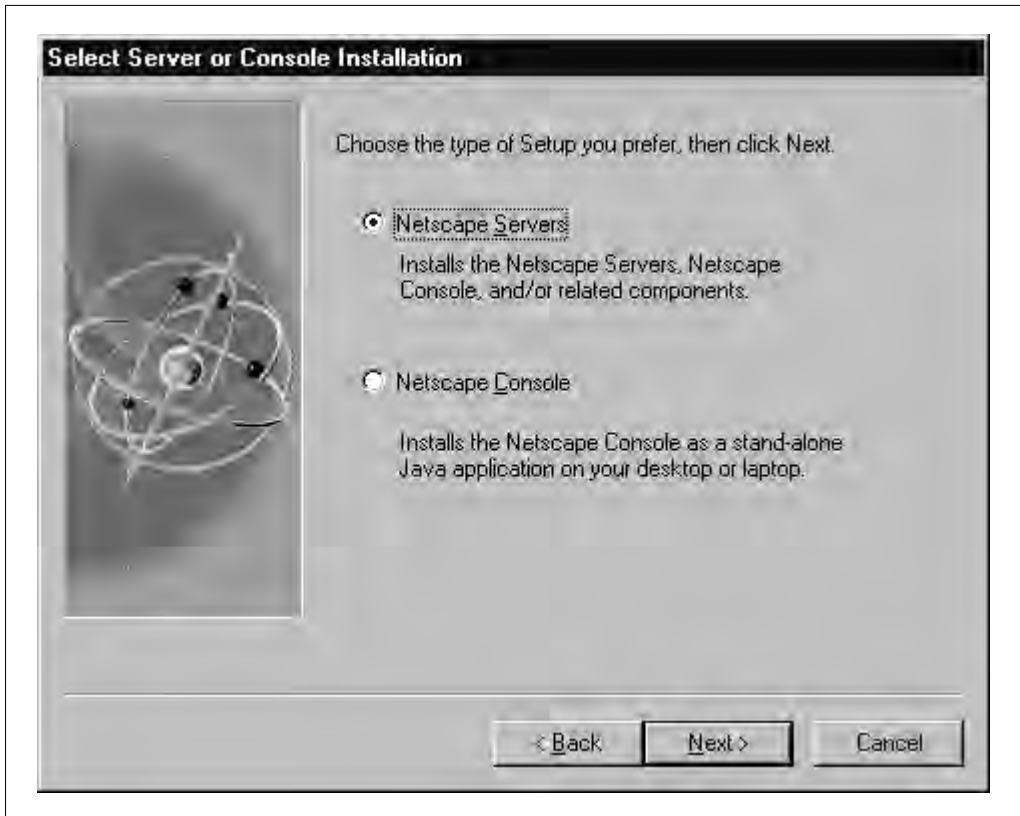 Select Server or Console Installation
Choose the type of Setup you prefer, then click Next.
Netscape Servers
Installs the Netscape Servers, Netscape
Console, and/or related components.
Netscape Console
Installs the Netscape Console as a stand-alone
Java application on your desktop or laptop.
< Back
Next >
Cancel